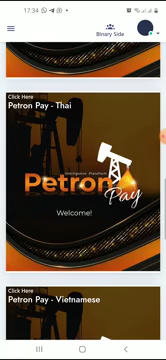 17:34
Binary Side
Click Here
Petron Pay - Thai
Petron
Pay
Welcome!
Click Here
Petron Pay - Vietnamese